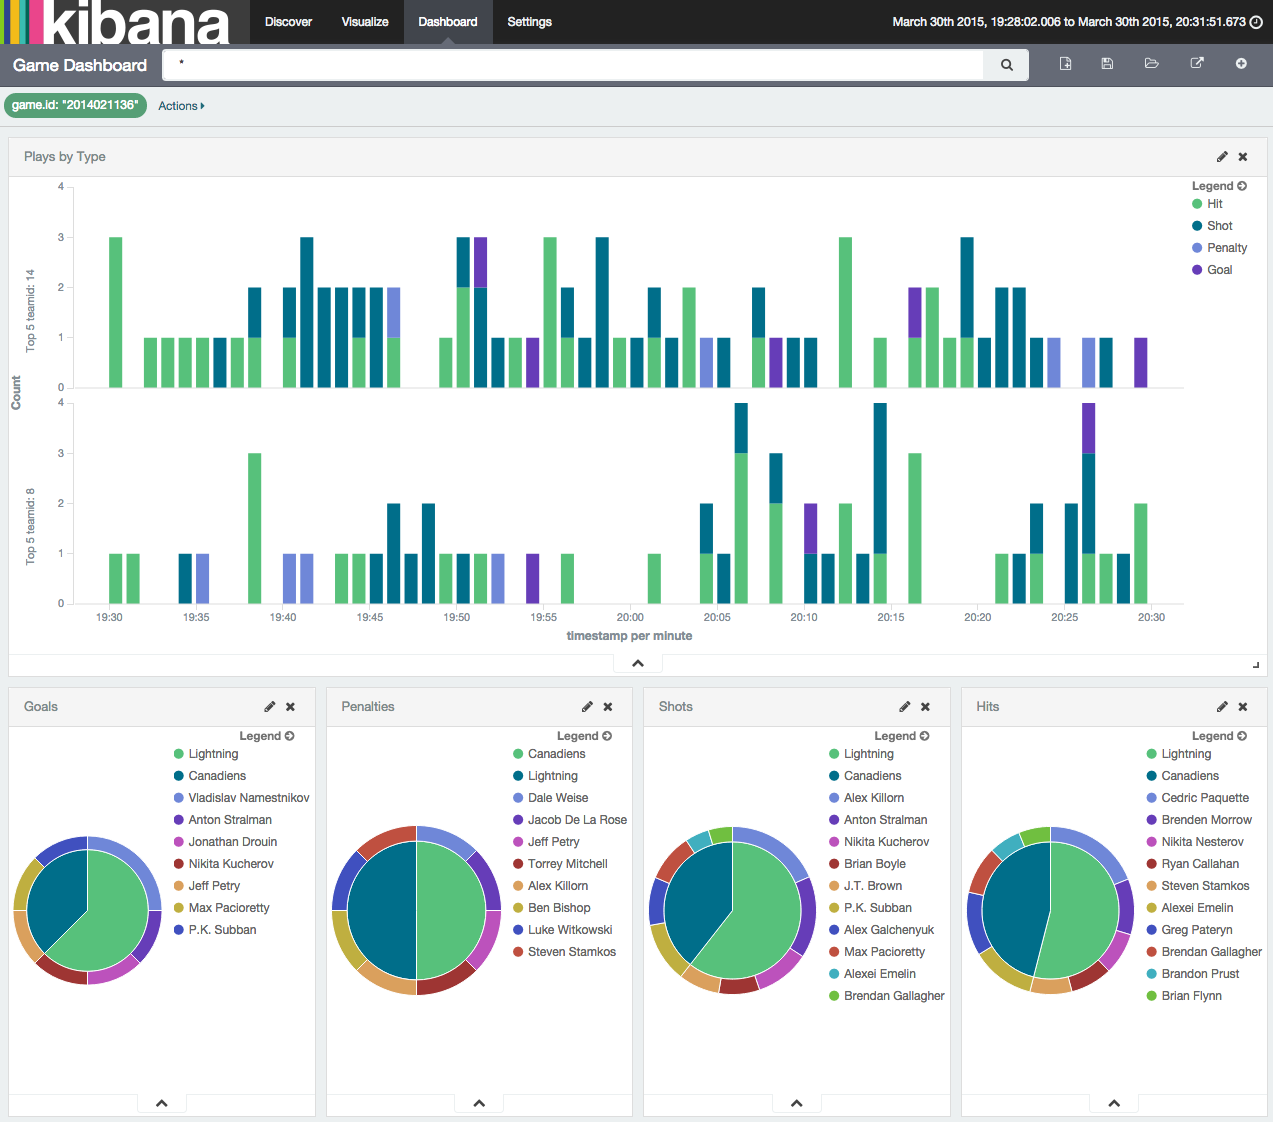 kibana
Discover Visualize Dashboard Settings
March 30th 2015, 19:28:02.006 to March 30th 2015, 20:31:51.673
Game Dashboard *
game.id: "2014021136" Actions
Plays by Type
Legend
Hit
Shot
Penalty
Goal
Count
Top 5 teamid: 14
4
3
2
1
0
Top 5 teamid: 8
4
3
2
1
0
19:30 19:35 19:40 19:45 19:50 19:55 20:00 20:05 20:10 20:15 20:20 20:25 20:30
timestamp per minute
Goals
Legend
Lightning
Canadiens
Vladislav Namestnikov
Anton Stralman
Jonathan Drouin
Nikita Kucherov
Jeff Petry
Max Pacioretty
P.K. Subban
Penalties
Legend
Canadiens
Lightning
Dale Weise
Jacob De La Rose
Jeff Petry
Torrey Mitchell
Alex Killorn
Ben Bishop
Luke Witkowski
Steven Stamkos
Shots
Legend
Lightning
Canadiens
Alex Killorn
Anton Stralman
Nikita Kucherov
Brian Boyle
J.T. Brown
P.K. Subban
Alex Galchenyuk
Max Pacioretty
Alexei Emelin
Brendan Gallagher
Hits
Legend
Lightning
Canadiens
Cedric Paquette
Brenden Morrow
Nikita Nesterov
Ryan Callahan
Steven Stamkos
Alexei Emelin
Greg Pateryn
Brendan Gallagher
Brandon Prust
Brian Flynn